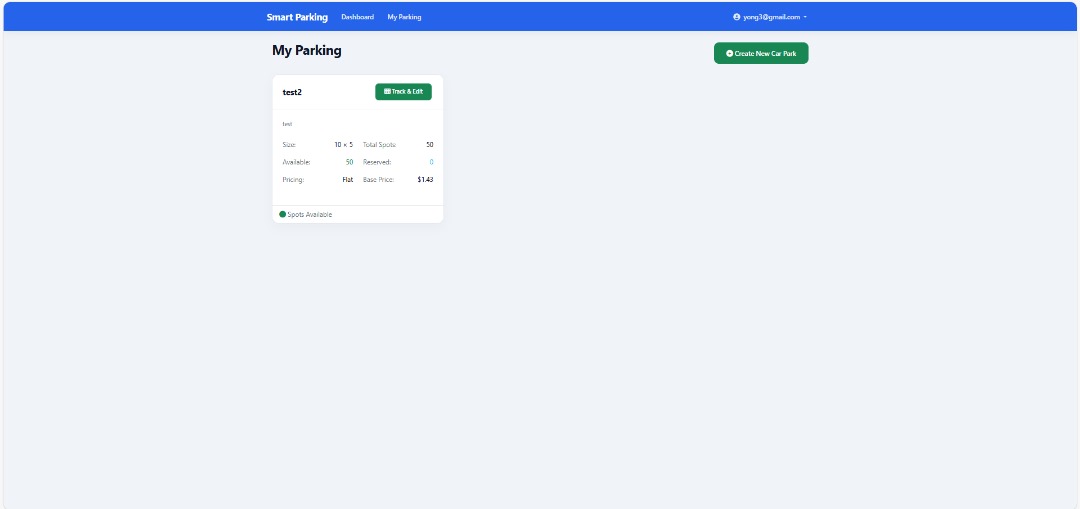 Smart Parking Dashboard My Parking yong3@gmail.com
My Parking
Create New Car Park
test2 Track & Edit
test
Size: 10 × 5 Total Spots: 50
Available: 50 Reserved: 0
Pricing: Flat Base Price: $1.43
Spots Available